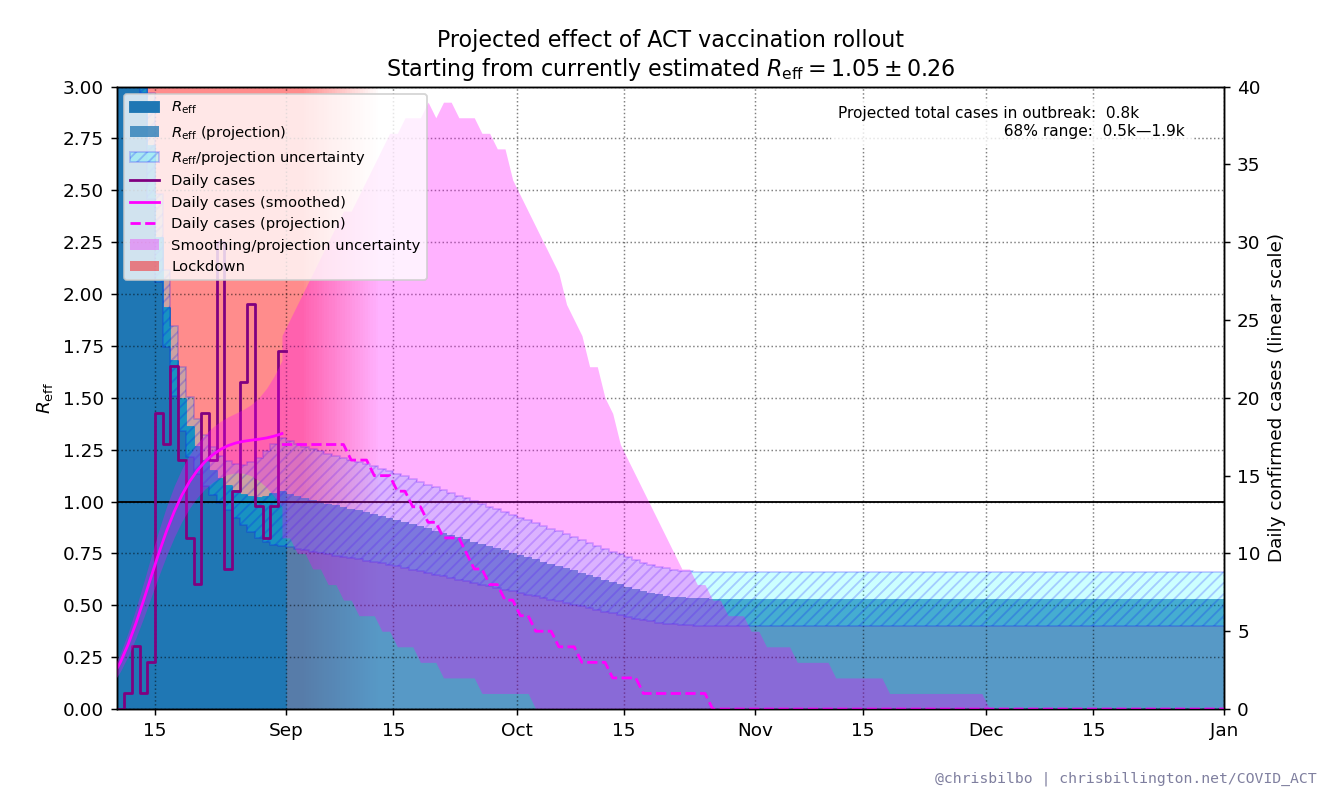 Projected effect of ACT vaccination rollout
Starting from currently estimated R_eff = 1.05 ± 0.26
Projected total cases in outbreak: 0.8k
68% range: 0.5k—1.9k
R_eff
R_eff (projection)
R_eff/projection uncertainty
Daily cases
Daily cases (smoothed)
Daily cases (projection)
Smoothing/projection uncertainty
Lockdown
R_eff
3.00
2.75
2.50
2.25
2.00
1.75
1.50
1.25
1.00
0.75
0.50
0.25
0.00
40
35
30
25
20
15
10
5
0
Daily confirmed cases (linear scale)
15 Sep 15 Oct 15 Nov 15 Dec 15 Jan
@chrisbilbo | chrisbillington.net/COVID_ACT